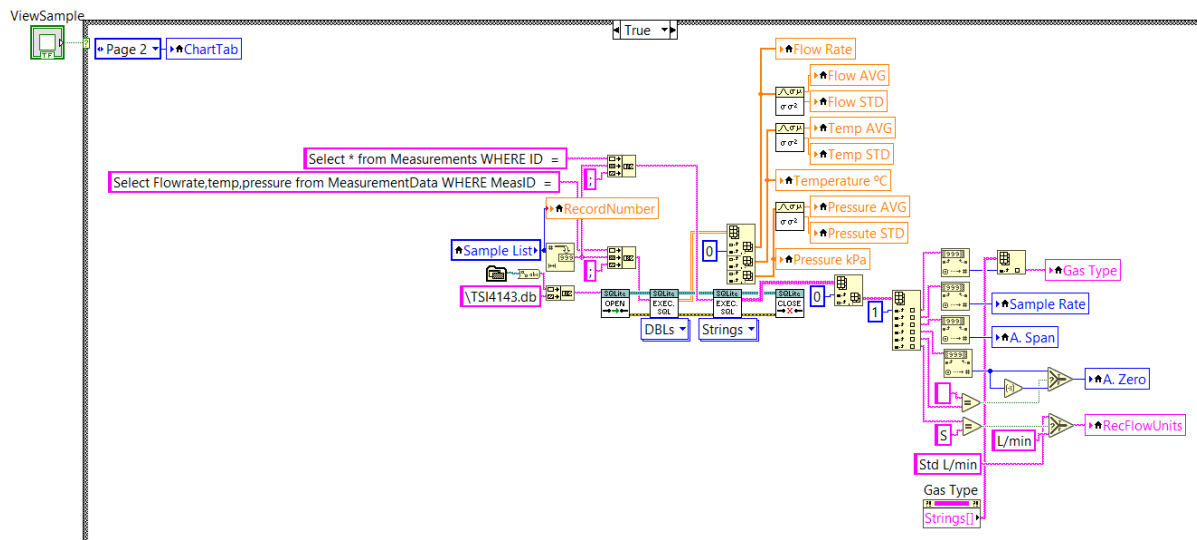 ViewSample
TF
Page 2
ChartTab
True
Flow Rate
Flow AVG
Flow STD
Temp AVG
Temp STD
Select * from Measurements WHERE ID =
Select Flowrate,temp,pressure from MeasurementData WHERE MeasID =
;
Temperature ºC
RecordNumber
Pressure AVG
Pressute STD
Sample List
0
;
Pressure kPa
\TSI4143.db
SQLite
OPEN
SQLite
EXEC.
SQL
SQLite
EXEC.
SQL
SQLite
CLOSE
DBLs
Strings
0
1
Gas Type
Sample Rate
A. Span
A. Zero
S
L/min
RecFlowUnits
Std L/min
Gas Type
Strings[]